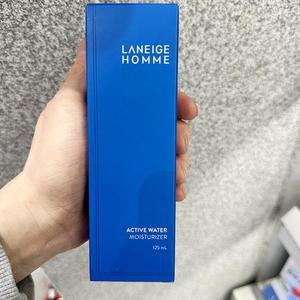 LANEIGE
HOMME
ACTIVE WATER
MOISTURIZER
125 mL